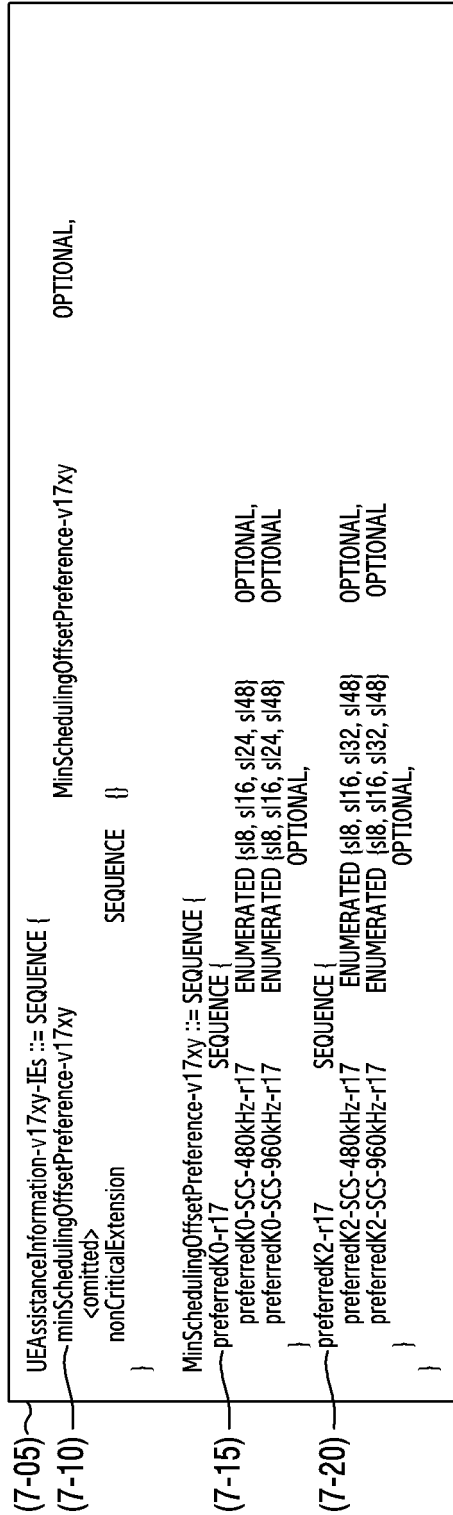 (7-05) UEAssistanceInformation-v17xy-IEs ::= SEQUENCE {
(7-10) minSchedulingOffsetPreference-v17xy MinSchedulingOffsetPreference-v17xy OPTIONAL,
<omitted>
nonCriticalExtension SEQUENCE {}
}
MinSchedulingOffsetPreference-v17xy ::= SEQUENCE {
(7-15) preferredK0-r17 SEQUENCE {
preferredK0-SCS-480kHz-r17 ENUMERATED {sl8, sl16, sl24, sl48} OPTIONAL,
preferredK0-SCS-960kHz-r17 ENUMERATED {sl8, sl16, sl24, sl48} OPTIONAL
} OPTIONAL,
(7-20) preferredK2-r17 SEQUENCE {
preferredK2-SCS-480kHz-r17 ENUMERATED {sl8, sl16, sl32, sl48} OPTIONAL,
preferredK2-SCS-960kHz-r17 ENUMERATED {sl8, sl16, sl32, sl48} OPTIONAL
} OPTIONAL,
}